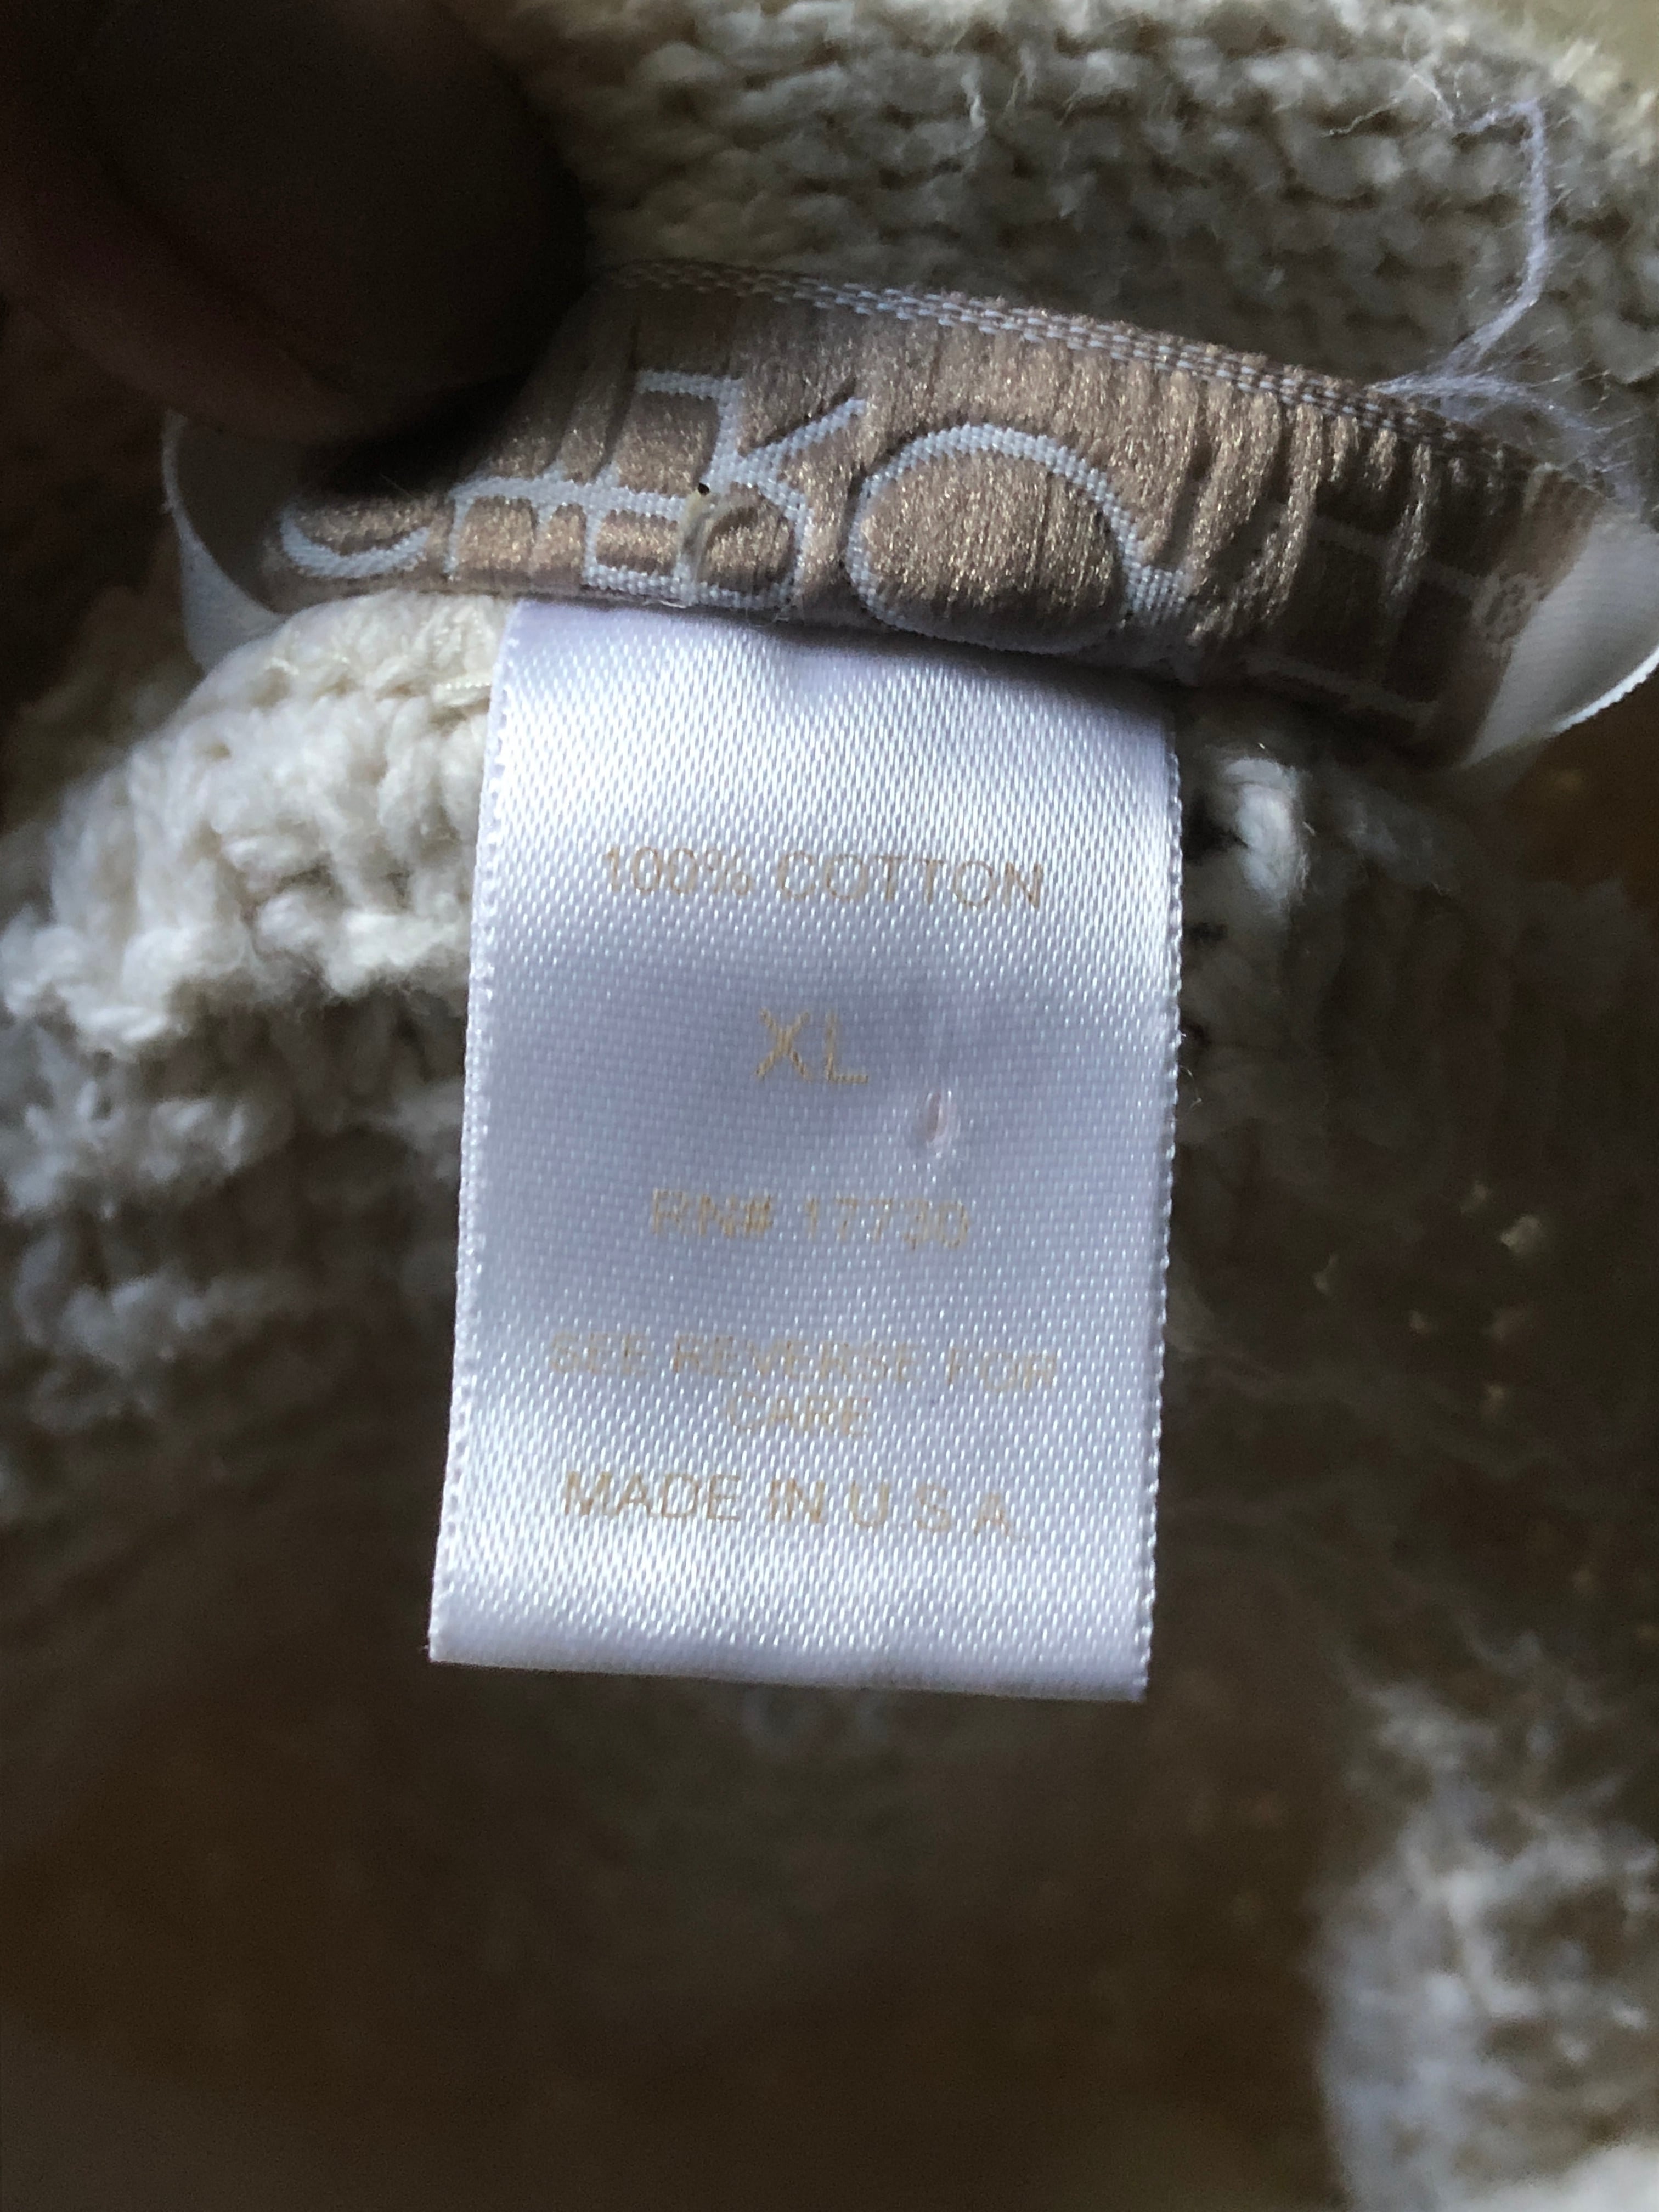 100% COTTON
XL
RN# 17730
SEE REVERSE FOR
CARE
MADE IN U S A